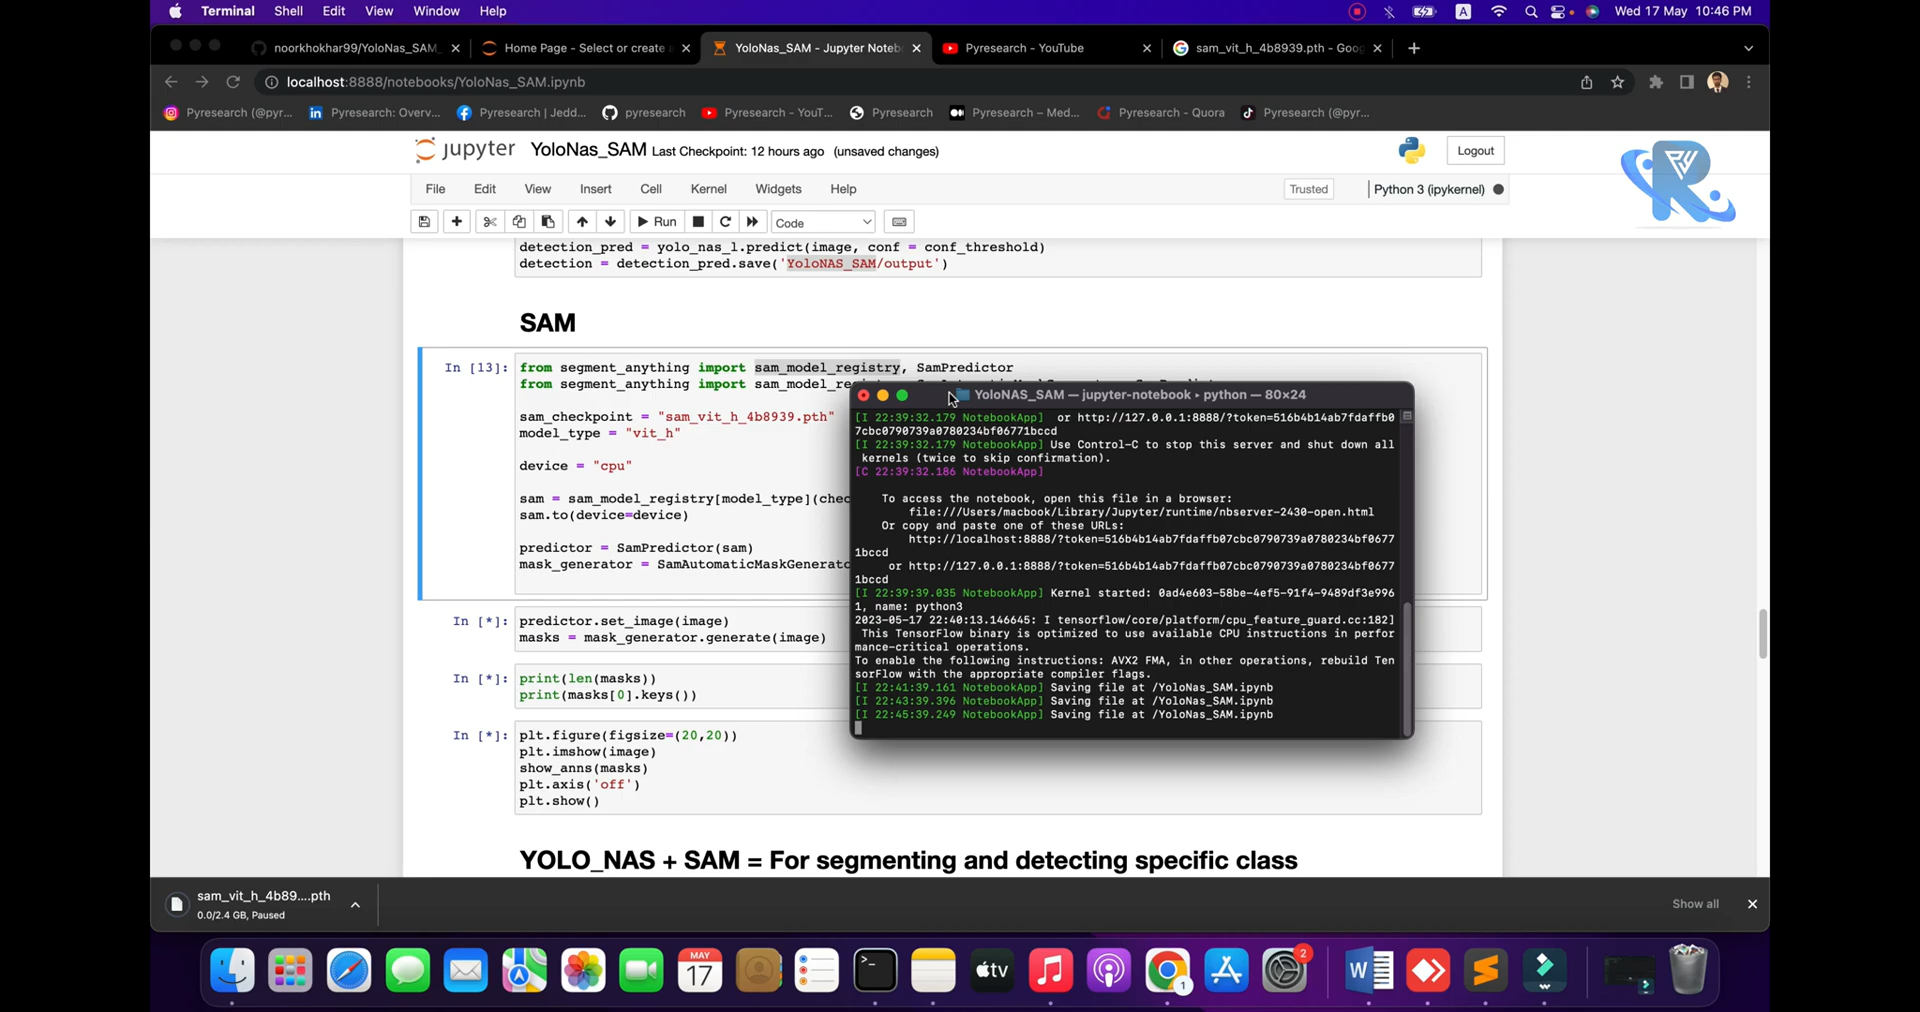 Terminal Shell Edit View Window Help A Wed 17 May 10:46 PM
noorkhokhar99/YoloNas_SAM_ Home Page - Select or create YoloNas_SAM - Jupyter Noteb Pyresearch - YouTube sam_vit_h_4b8939.pth - Goog
localhost:8888/notebooks/YoloNas_SAM.ipynb
Pyresearch (@pyr... Pyresearch: Overv... Pyresearch | Jedd... pyresearch Pyresearch - YouT... Pyresearch Pyresearch – Med... Pyresearch - Quora Pyresearch (@pyr...
jupyter YoloNas_SAM Last Checkpoint: 12 hours ago (unsaved changes) Logout
File Edit View Insert Cell Kernel Widgets Help Trusted Python 3 (ipykernel)
Run Code
detection_pred = yolo_nas_l.predict(image, conf = conf_threshold)
detection = detection_pred.save('YoloNAS_SAM/output')
SAM
In [13]: from segment_anything import sam_model_registry, SamPredictor
from segment_anything import sam_model_reg
sam_checkpoint = "sam_vit_h_4b8939.pth"
model_type = "vit_h"
device = "cpu"
sam = sam_model_registry[model_type](chec
sam.to(device=device)
predictor = SamPredictor(sam)
mask_generator = SamAutomaticMaskGenerato
In [*]: predictor.set_image(image)
masks = mask_generator.generate(image)
In [*]: print(len(masks))
print(masks[0].keys())
In [*]: plt.figure(figsize=(20,20))
plt.imshow(image)
show_anns(masks)
plt.axis('off')
plt.show()
YOLO_NAS + SAM = For segmenting and detecting specific class
YoloNAS_SAM — jupyter-notebook ▸ python — 80×24
[I 22:39:32.179 NotebookApp] or http://127.0.0.1:8888/?token=516b4b14ab7fdaffb0
7cbc0790739a0780234bf06771bccd
[I 22:39:32.179 NotebookApp] Use Control-C to stop this server and shut down all
kernels (twice to skip confirmation).
[C 22:39:32.186 NotebookApp]
To access the notebook, open this file in a browser:
file:///Users/macbook/Library/Jupyter/runtime/nbserver-2430-open.html
Or copy and paste one of these URLs:
http://localhost:8888/?token=516b4b14ab7fdaffb07cbc0790739a0780234bf0677
1bccd
or http://127.0.0.1:8888/?token=516b4b14ab7fdaffb07cbc0790739a0780234bf0677
1bccd
[I 22:39:39.035 NotebookApp] Kernel started: 0ad4e603-58be-4ef5-91f4-9489df3e996
1, name: python3
2023-05-17 22:40:13.146645: I tensorflow/core/platform/cpu_feature_guard.cc:182]
This TensorFlow binary is optimized to use available CPU instructions in perfor
mance-critical operations.
To enable the following instructions: AVX2 FMA, in other operations, rebuild Ten
sorFlow with the appropriate compiler flags.
[I 22:41:39.161 NotebookApp] Saving file at /YoloNas_SAM.ipynb
[I 22:43:39.396 NotebookApp] Saving file at /YoloNas_SAM.ipynb
[I 22:45:39.249 NotebookApp] Saving file at /YoloNas_SAM.ipynb
sam_vit_h_4b89....pth
0.0/2.4 GB, Paused
Show all
MAY
17
tv
2
W
1